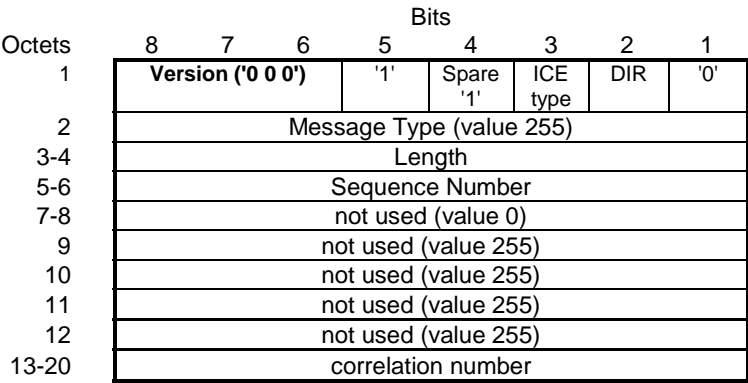 Bits
Octets 8 7 6 5 4 3 2 1
1 Version ('0 0 0') '1' Spare '1' ICE type DIR '0'
2 Message Type (value 255)
3-4 Length
5-6 Sequence Number
7-8 not used (value 0)
9 not used (value 255)
10 not used (value 255)
11 not used (value 255)
12 not used (value 255)
13-20 correlation number